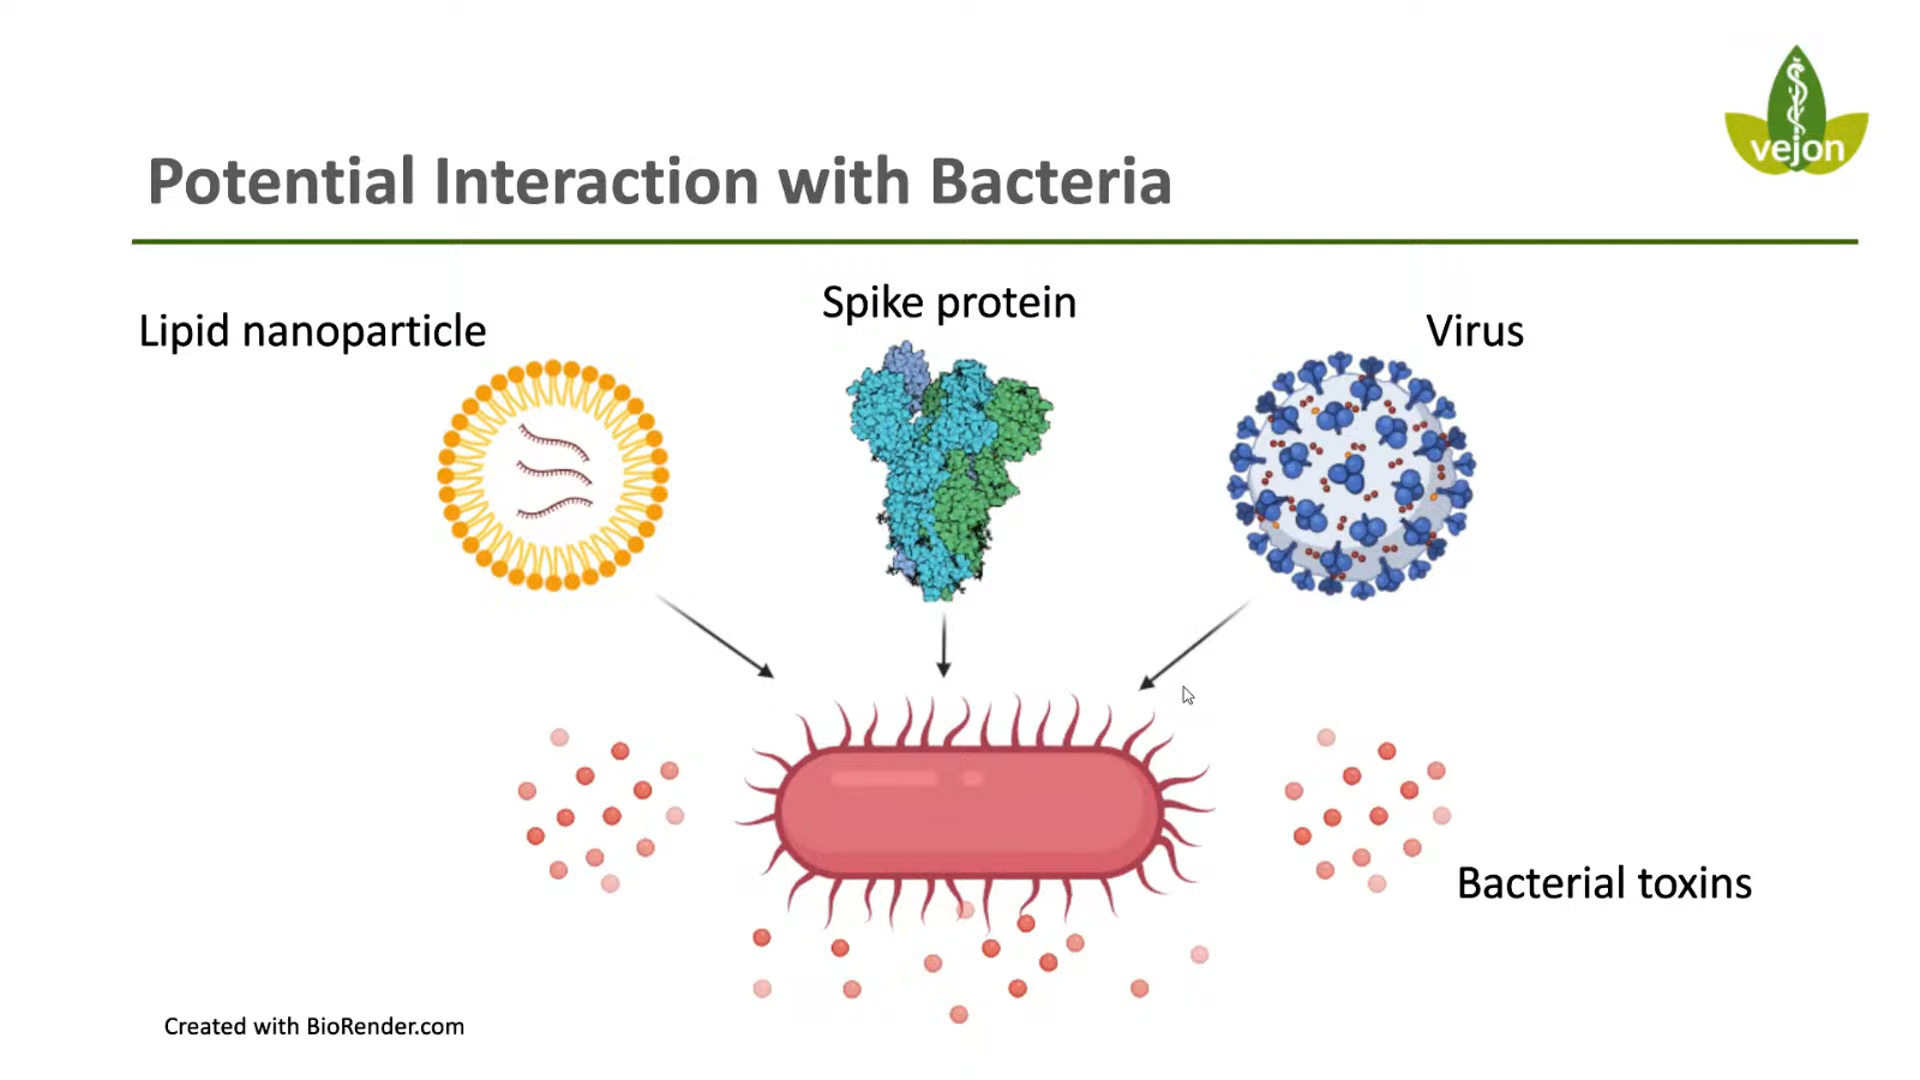 vejon
Potential Interaction with Bacteria
Lipid nanoparticle
Spike protein
Virus
Bacterial toxins
Created with BioRender.com